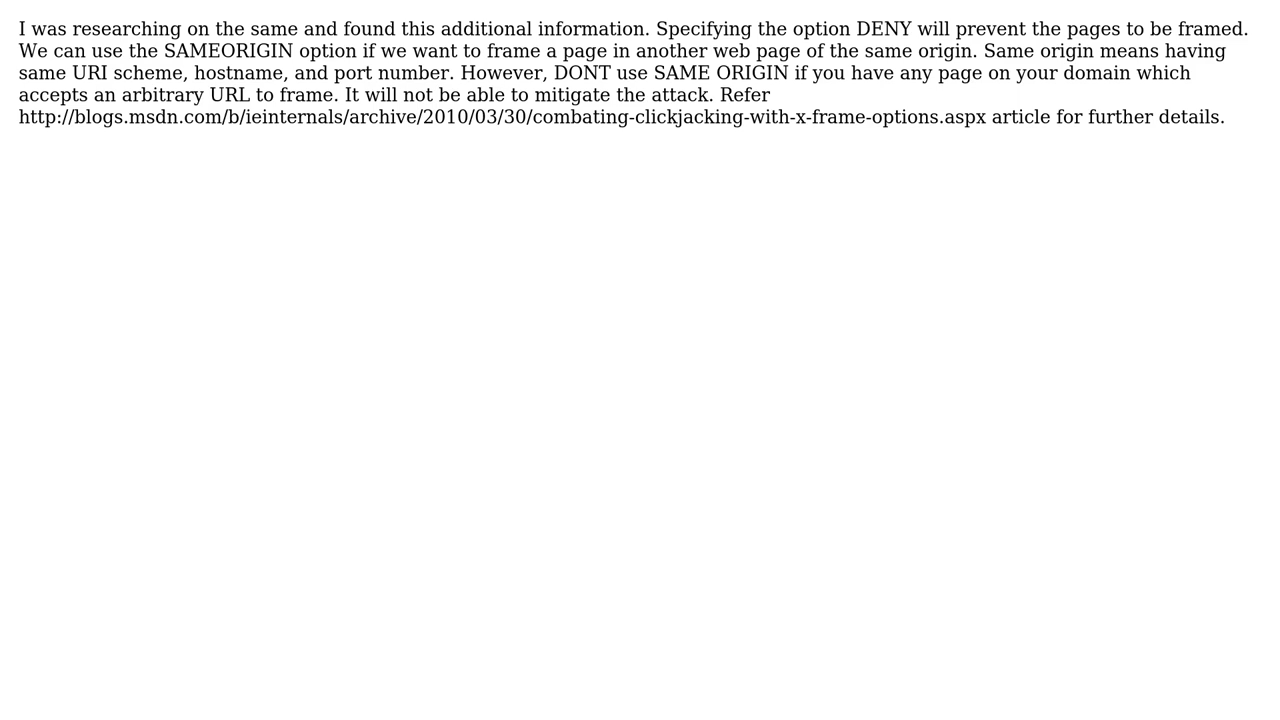 I was researching on the same and found this additional information. Specifying the option DENY will prevent the pages to be framed.
We can use the SAMEORIGIN option if we want to frame a page in another web page of the same origin. Same origin means having
same URI scheme, hostname, and port number. However, DONT use SAME ORIGIN if you have any page on your domain which
accepts an arbitrary URL to frame. It will not be able to mitigate the attack. Refer
http://blogs.msdn.com/b/ieinternals/archive/2010/03/30/combating-clickjacking-with-x-frame-options.aspx article for further details.